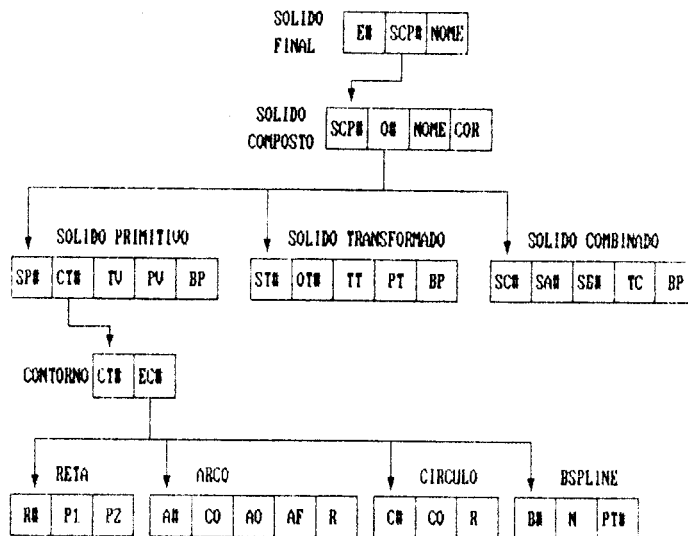 SOLIDO
FINAL
E# SCP# NOME
SOLIDO
COMPOSTO
SCP# O# NOME COR
SOLIDO PRIMITIVO SOLIDO TRANSFORMADO SOLIDO COMBINADO
SP# CT# TV PV BP ST# OT# TT PT BP SC# SA# SB# TC BP
CONTORNO CT# EC#
RETA ARCO CIRCULO BSPLINE
R# P1 P2 A# CO AO AF R C# CO R B# N PT#